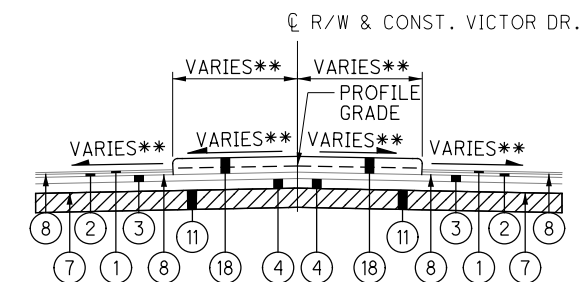 ℄ R/W & CONST. VICTOR DR.
VARIES** VARIES**
PROFILE
GRADE
VARIES** VARIES** VARIES** VARIES**
8 2 3 11 11 3 2 8
7 1 8 18 4 4 18 8 1 7